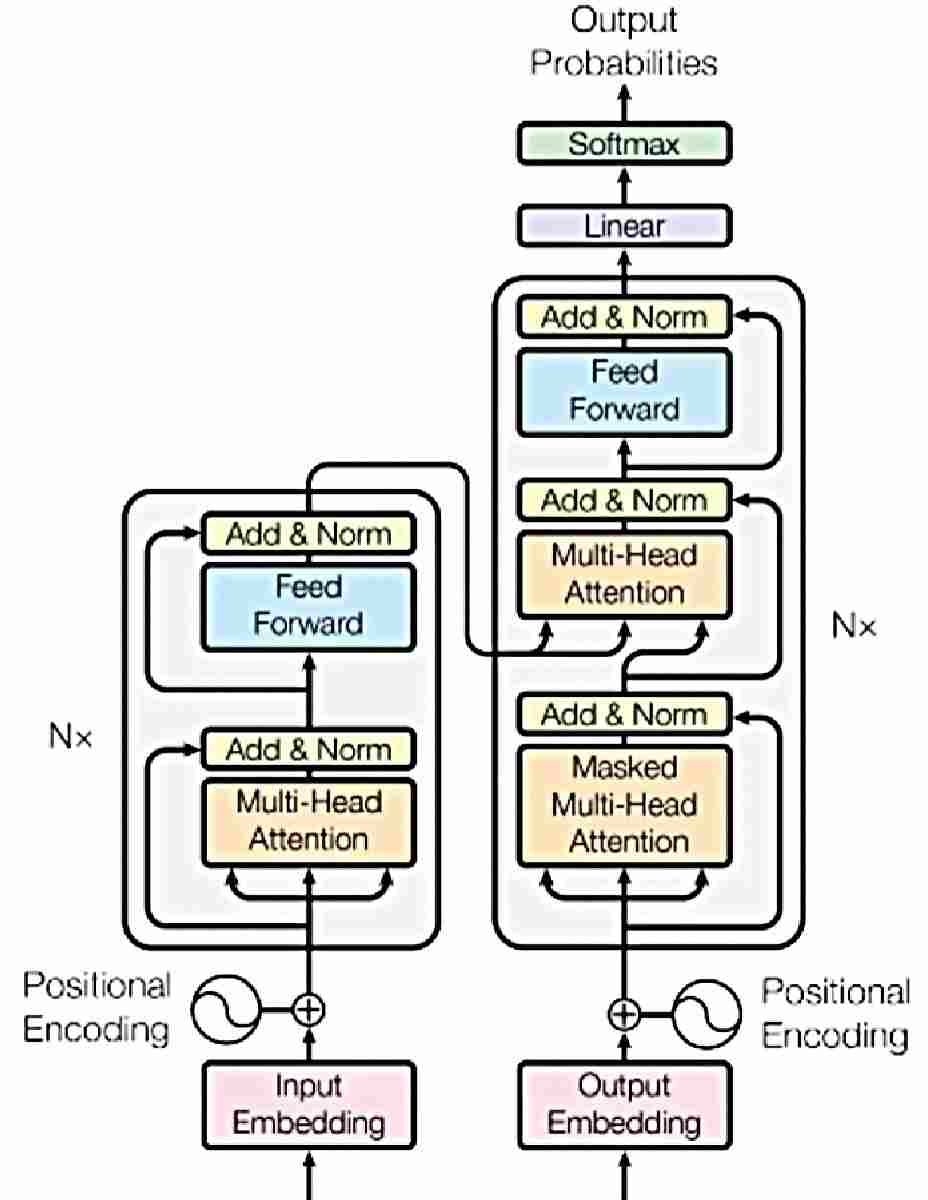 Output
Probabilities
Softmax
Linear
Add & Norm
Feed
Forward
Add & Norm
Multi-Head
Attention
Nx
Add & Norm
Masked
Multi-Head
Attention
Add & Norm
Feed
Forward
Nx
Add & Norm
Multi-Head
Attention
Positional
Encoding
Positional
Encoding
Input
Embedding
Output
Embedding